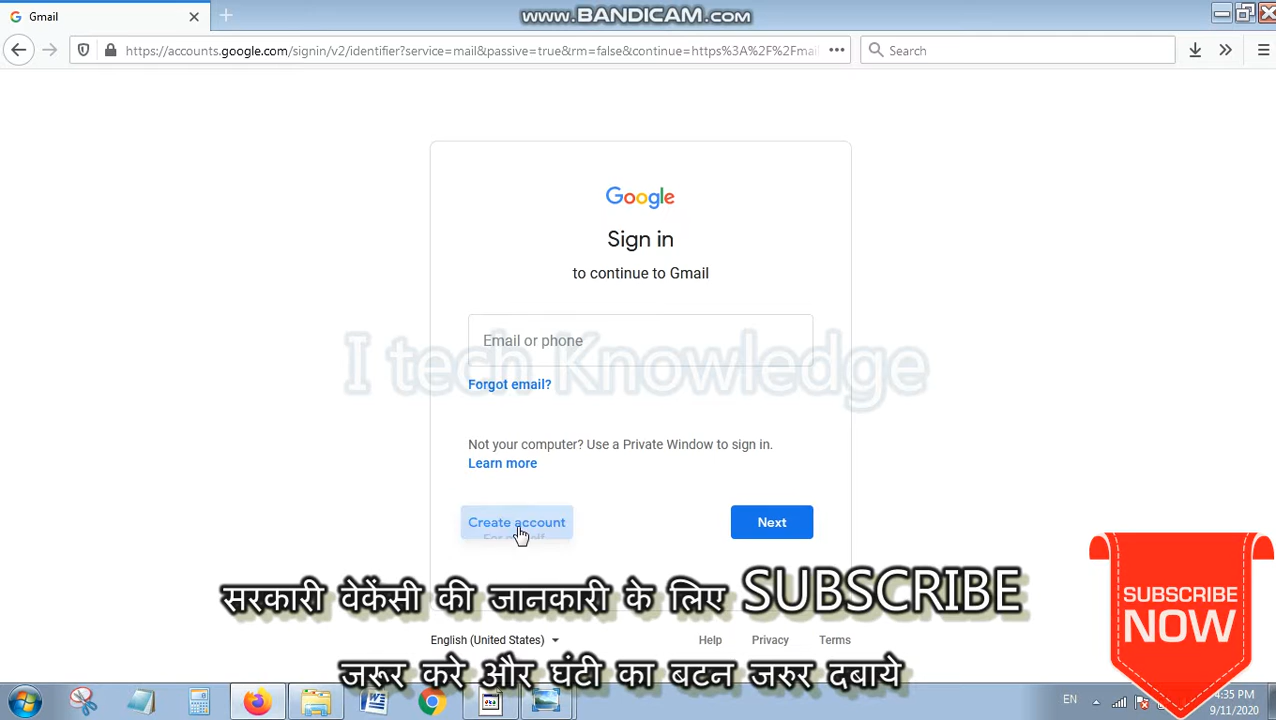 Gmail
www.BANDICAM.com
https://accounts.google.com/signin/v2/identifier?service=mail&passive=true&rm=false&continue=https%3A%2F%2Fmai
Search
Google
Sign in
to continue to Gmail
Email or phone
I tech Knowledge
Forgot email?
Not your computer? Use a Private Window to sign in.
Learn more
Create account
Next
सरकारी वेकेंसी की जानकारी के लिए SUBSCRIBE
SUBSCRIBE
NOW
English (United States)
Help
Privacy
Terms
जरूर करे और घंटी का बटन जरुर दबाये
EN
4:35 PM
9/11/2020